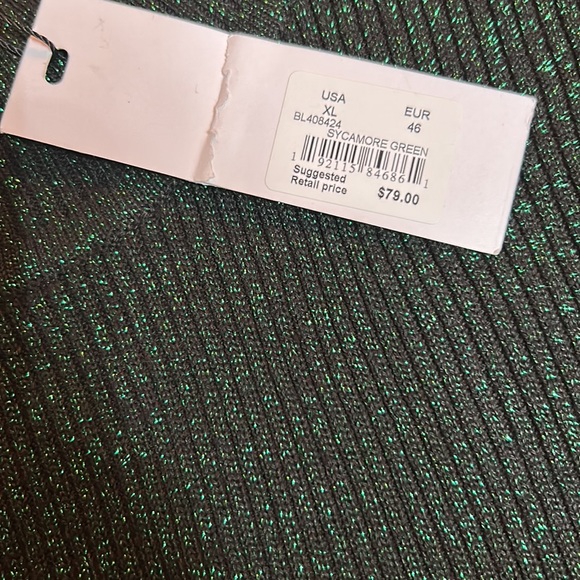 USA EUR
XL 46
BL408424
SYCAMORE GREEN
1 92115 84686 1
Suggested
Retail price $79.00